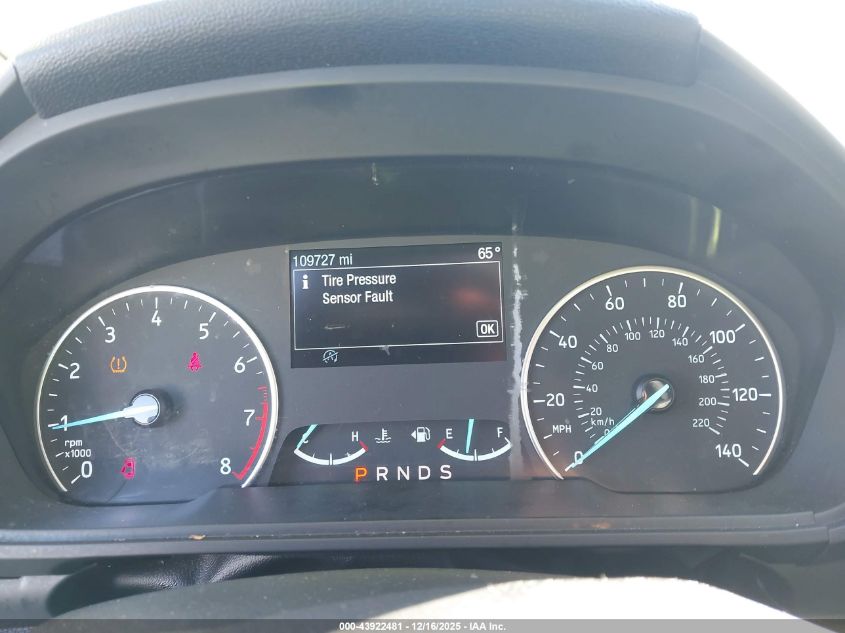 109727 mi 65°
i Tire Pressure
Sensor Fault
OK
0 1 2 3 4 5 6 7 8
rpm
x1000
C H
E F
P R N D S
0 20 40 60 80 100 120 140
MPH
0 20 40 60 80 100 120 140 160 180 200 220
km/h
000-43922481 - 12/16/2025 - IAA Inc.